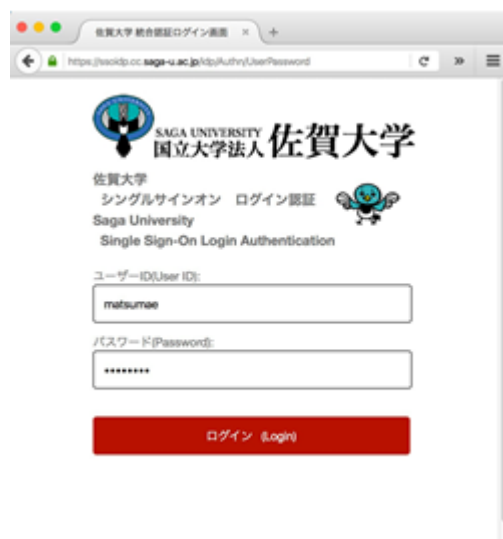 佐賀大学 統合認証ログイン画面
https://ssoidp.cc.saga-u.ac.jp/idp/Authn/UserPassword
SAGA UNIVERSITY
国立大学法人 佐賀大学
佐賀大学
シングルサインオン ログイン認証
Saga University
Single Sign-On Login Authentication
ユーザーID(User ID):
matsumae
パスワード(Password):
••••••••
ログイン (Login)